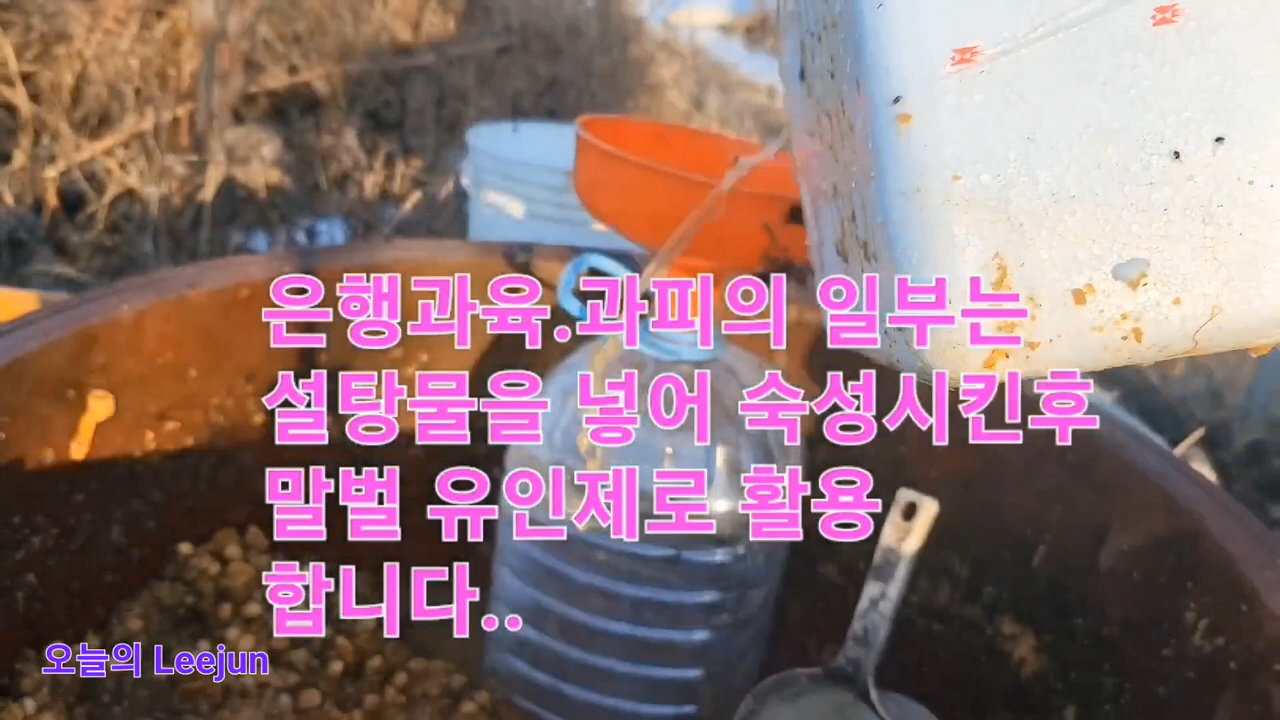 은행과육.과피의 일부는
설탕물을 넣어 숙성시킨후
말벌 유인제로 활용
합니다..
오늘의 Leejun